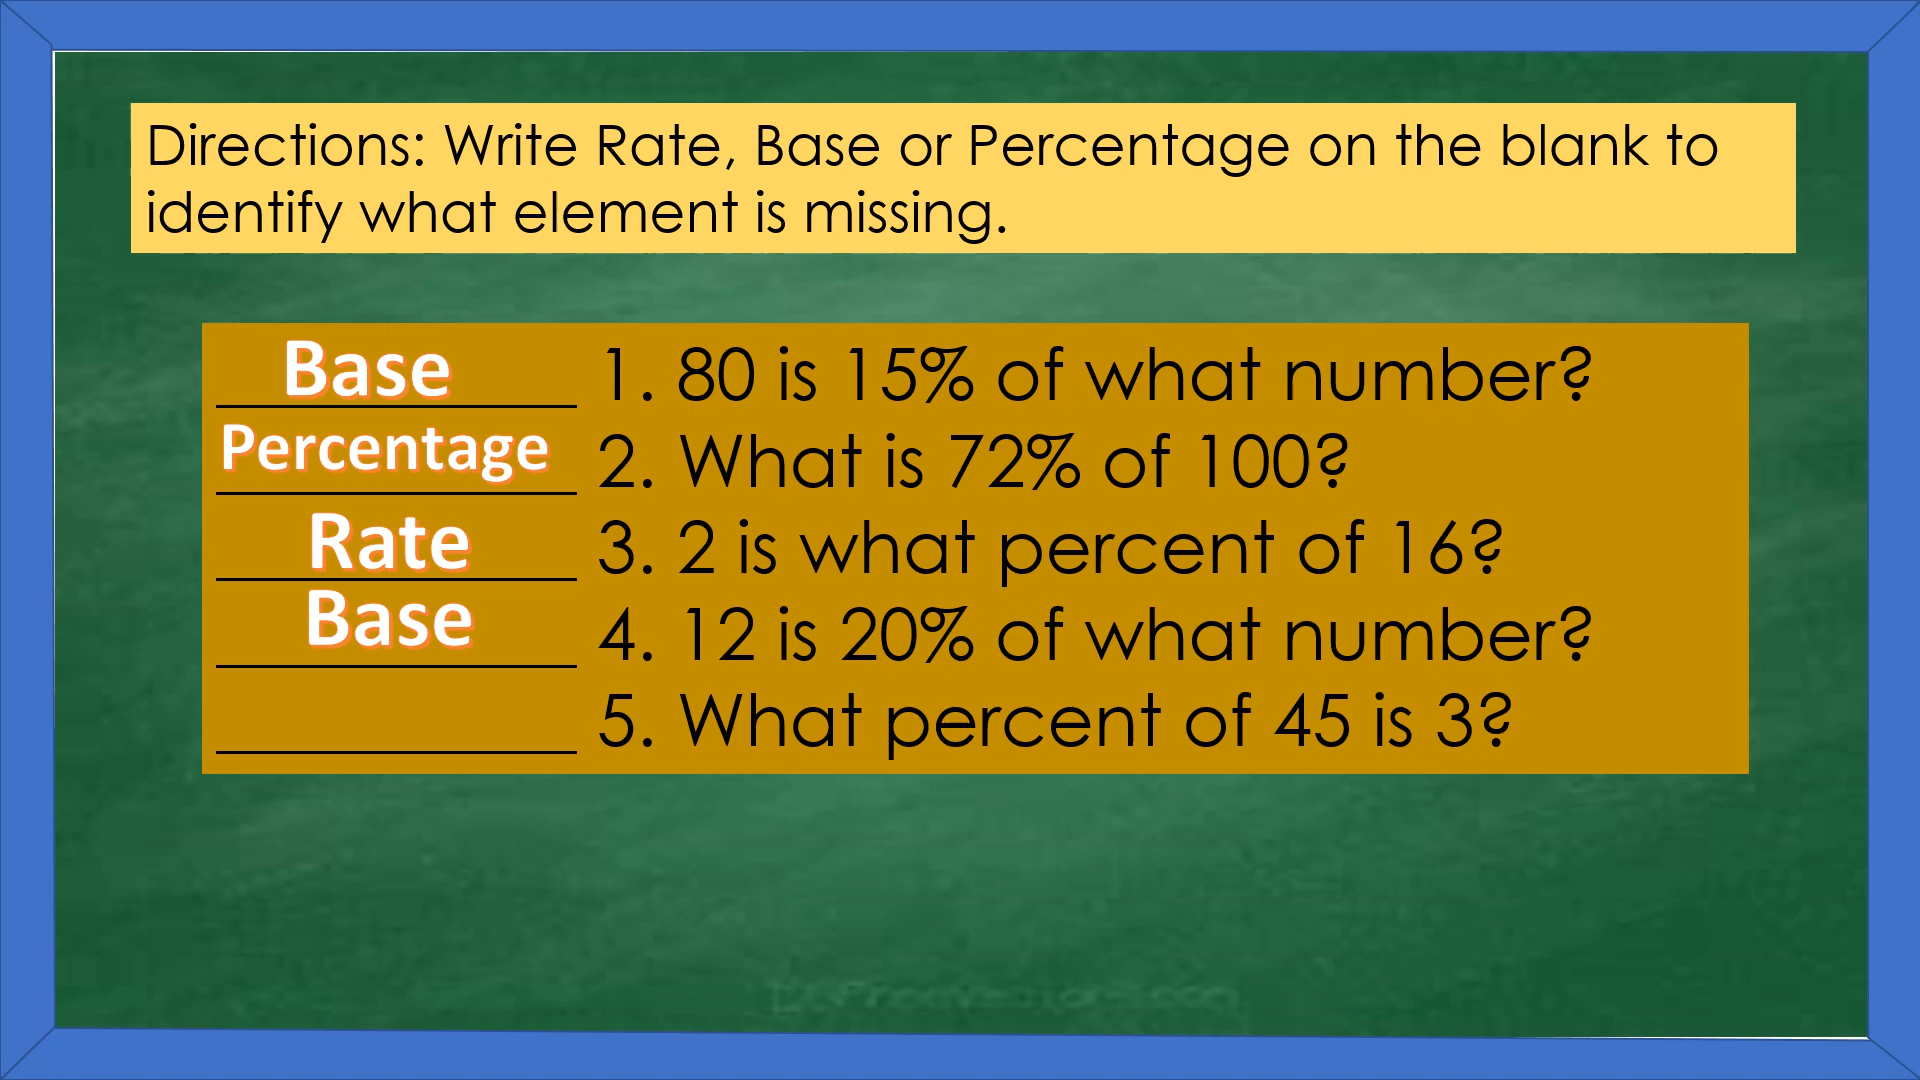 Directions: Write Rate, Base or Percentage on the blank to
identify what element is missing.
Base 1. 80 is 15% of what number?
Percentage 2. What is 72% of 100?
Rate 3. 2 is what percent of 16?
Base 4. 12 is 20% of what number?
5. What percent of 45 is 3?